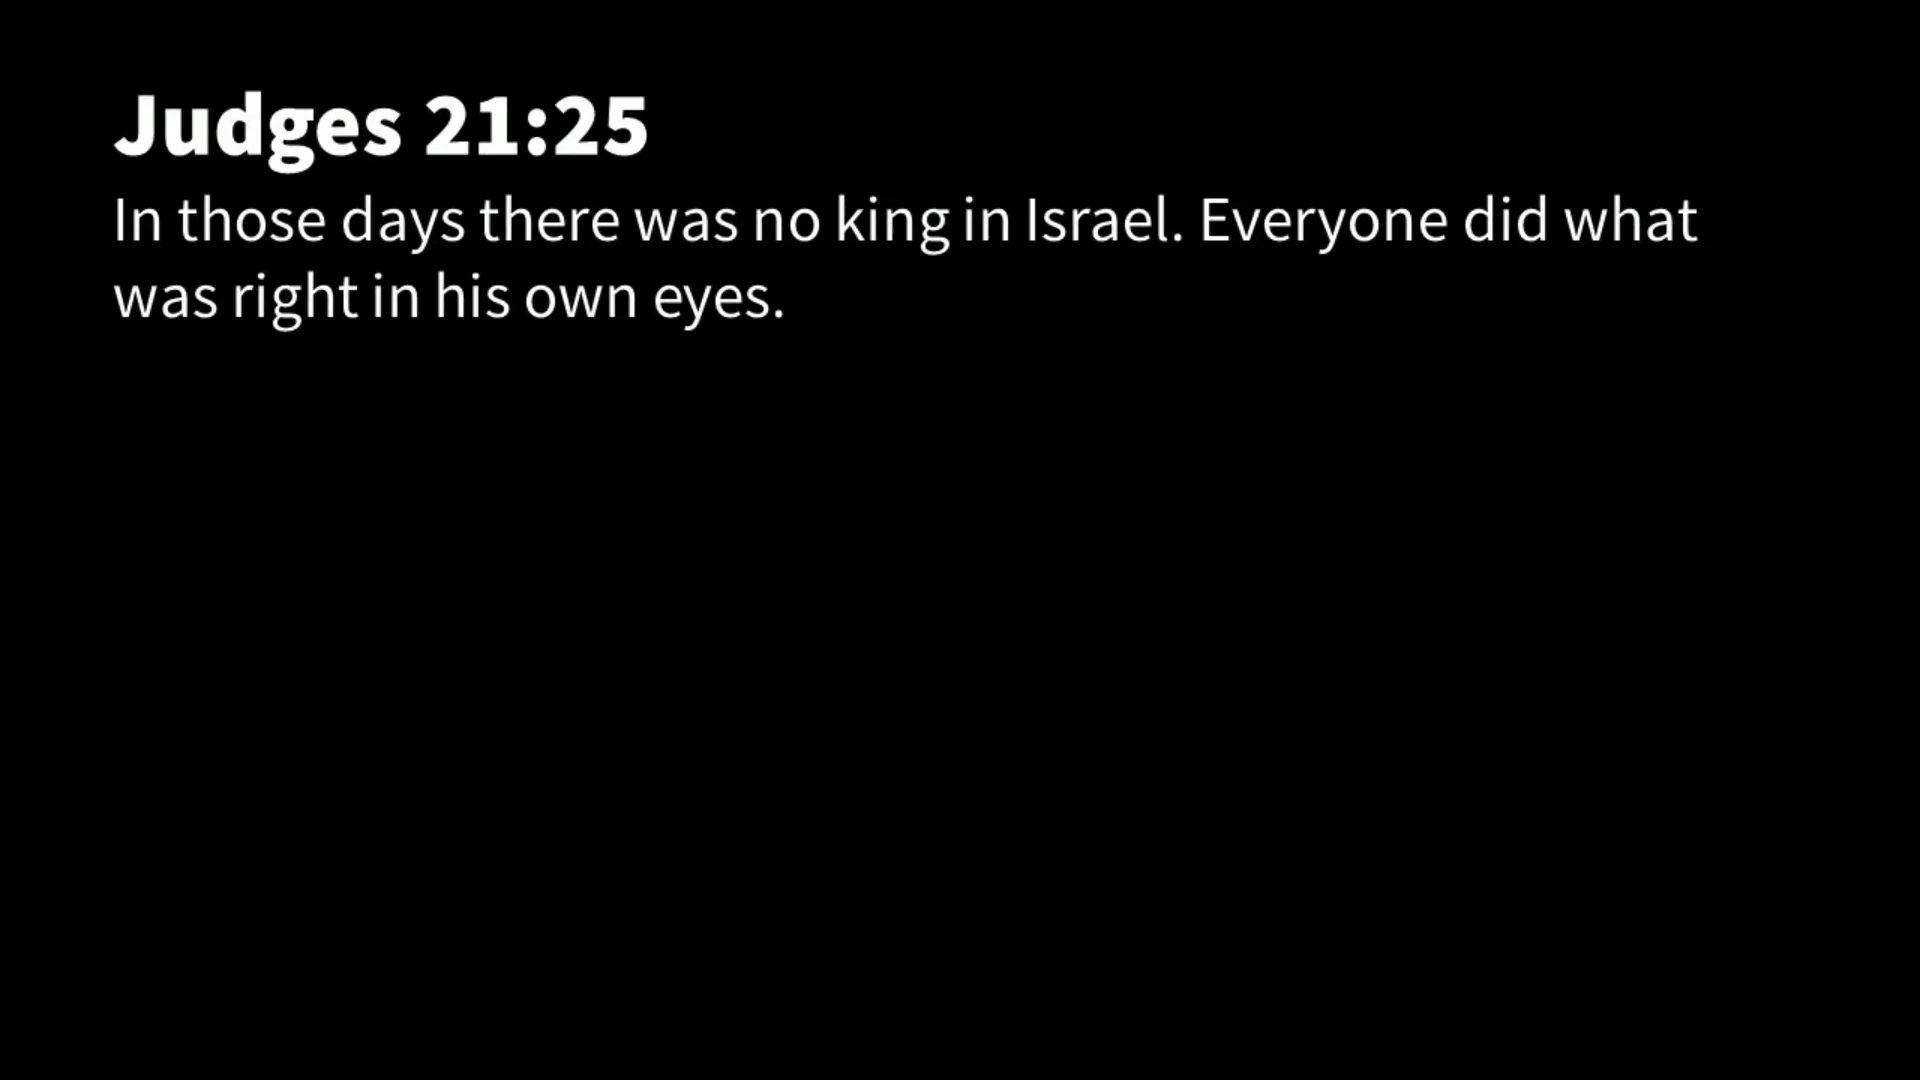 Judges 21:25
In those days there was no king in Israel. Everyone did what
was right in his own eyes.